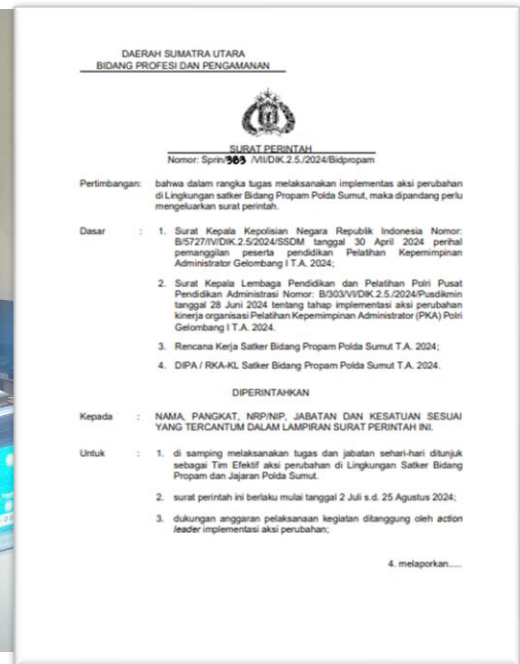 DAERAH SUMATRA UTARA
BIDANG PROFESI DAN PENGAMANAN
SURAT PERINTAH
Nomor: Sprin/383 /VII/DIK.2.5./2024/Bidpropam
Pertimbangan: bahwa dalam rangka tugas melaksanakan implementas aksi perubahan
di Lingkungan satker Bidang Propam Polda Sumut, maka dipandang perlu
mengeluarkan surat perintah.
Dasar : 1. Surat Kepala Kepolisian Negara Republik Indonesia Nomor:
B/5727/IV/DIK.2.5/2024/SSDM tanggal 30 April 2024 perihal
pemanggilan peserta pendidikan Pelatihan Kepemimpinan
Administrator Gelombang I T.A. 2024;
2. Surat Kepala Lembaga Pendidikan dan Pelatihan Polri Pusat
Pendidikan Administrasi Nomor: B/303/VI/DIK.2.5./2024/Pusdikmin
tanggal 28 Juni 2024 tentang tahap implementasi aksi perubahan
kinerja organisasi Pelatihan Kepemimpinan Administrator (PKA) Polri
Gelombang I T.A. 2024.
3. Rencana Kerja Satker Bidang Propam Polda Sumut T.A. 2024;
4. DIPA / RKA-KL Satker Bidang Propam Polda Sumut T.A. 2024.
DIPERINTAHKAN
Kepada : NAMA, PANGKAT, NRP/NIP, JABATAN DAN KESATUAN SESUAI
YANG TERCANTUM DALAM LAMPIRAN SURAT PERINTAH INI.
Untuk : 1. di samping melaksanakan tugas dan jabatan sehari-hari ditunjuk
sebagai Tim Efektif aksi perubahan di Lingkungan Satker Bidang
Propam dan Jajaran Polda Sumut.
2. surat perintah ini berlaku mulai tanggal 2 Juli s.d. 25 Agustus 2024;
3. dukungan anggaran pelaksanaan kegiatan ditanggung oleh action
leader implementasi aksi perubahan;
4. melaporkan.....